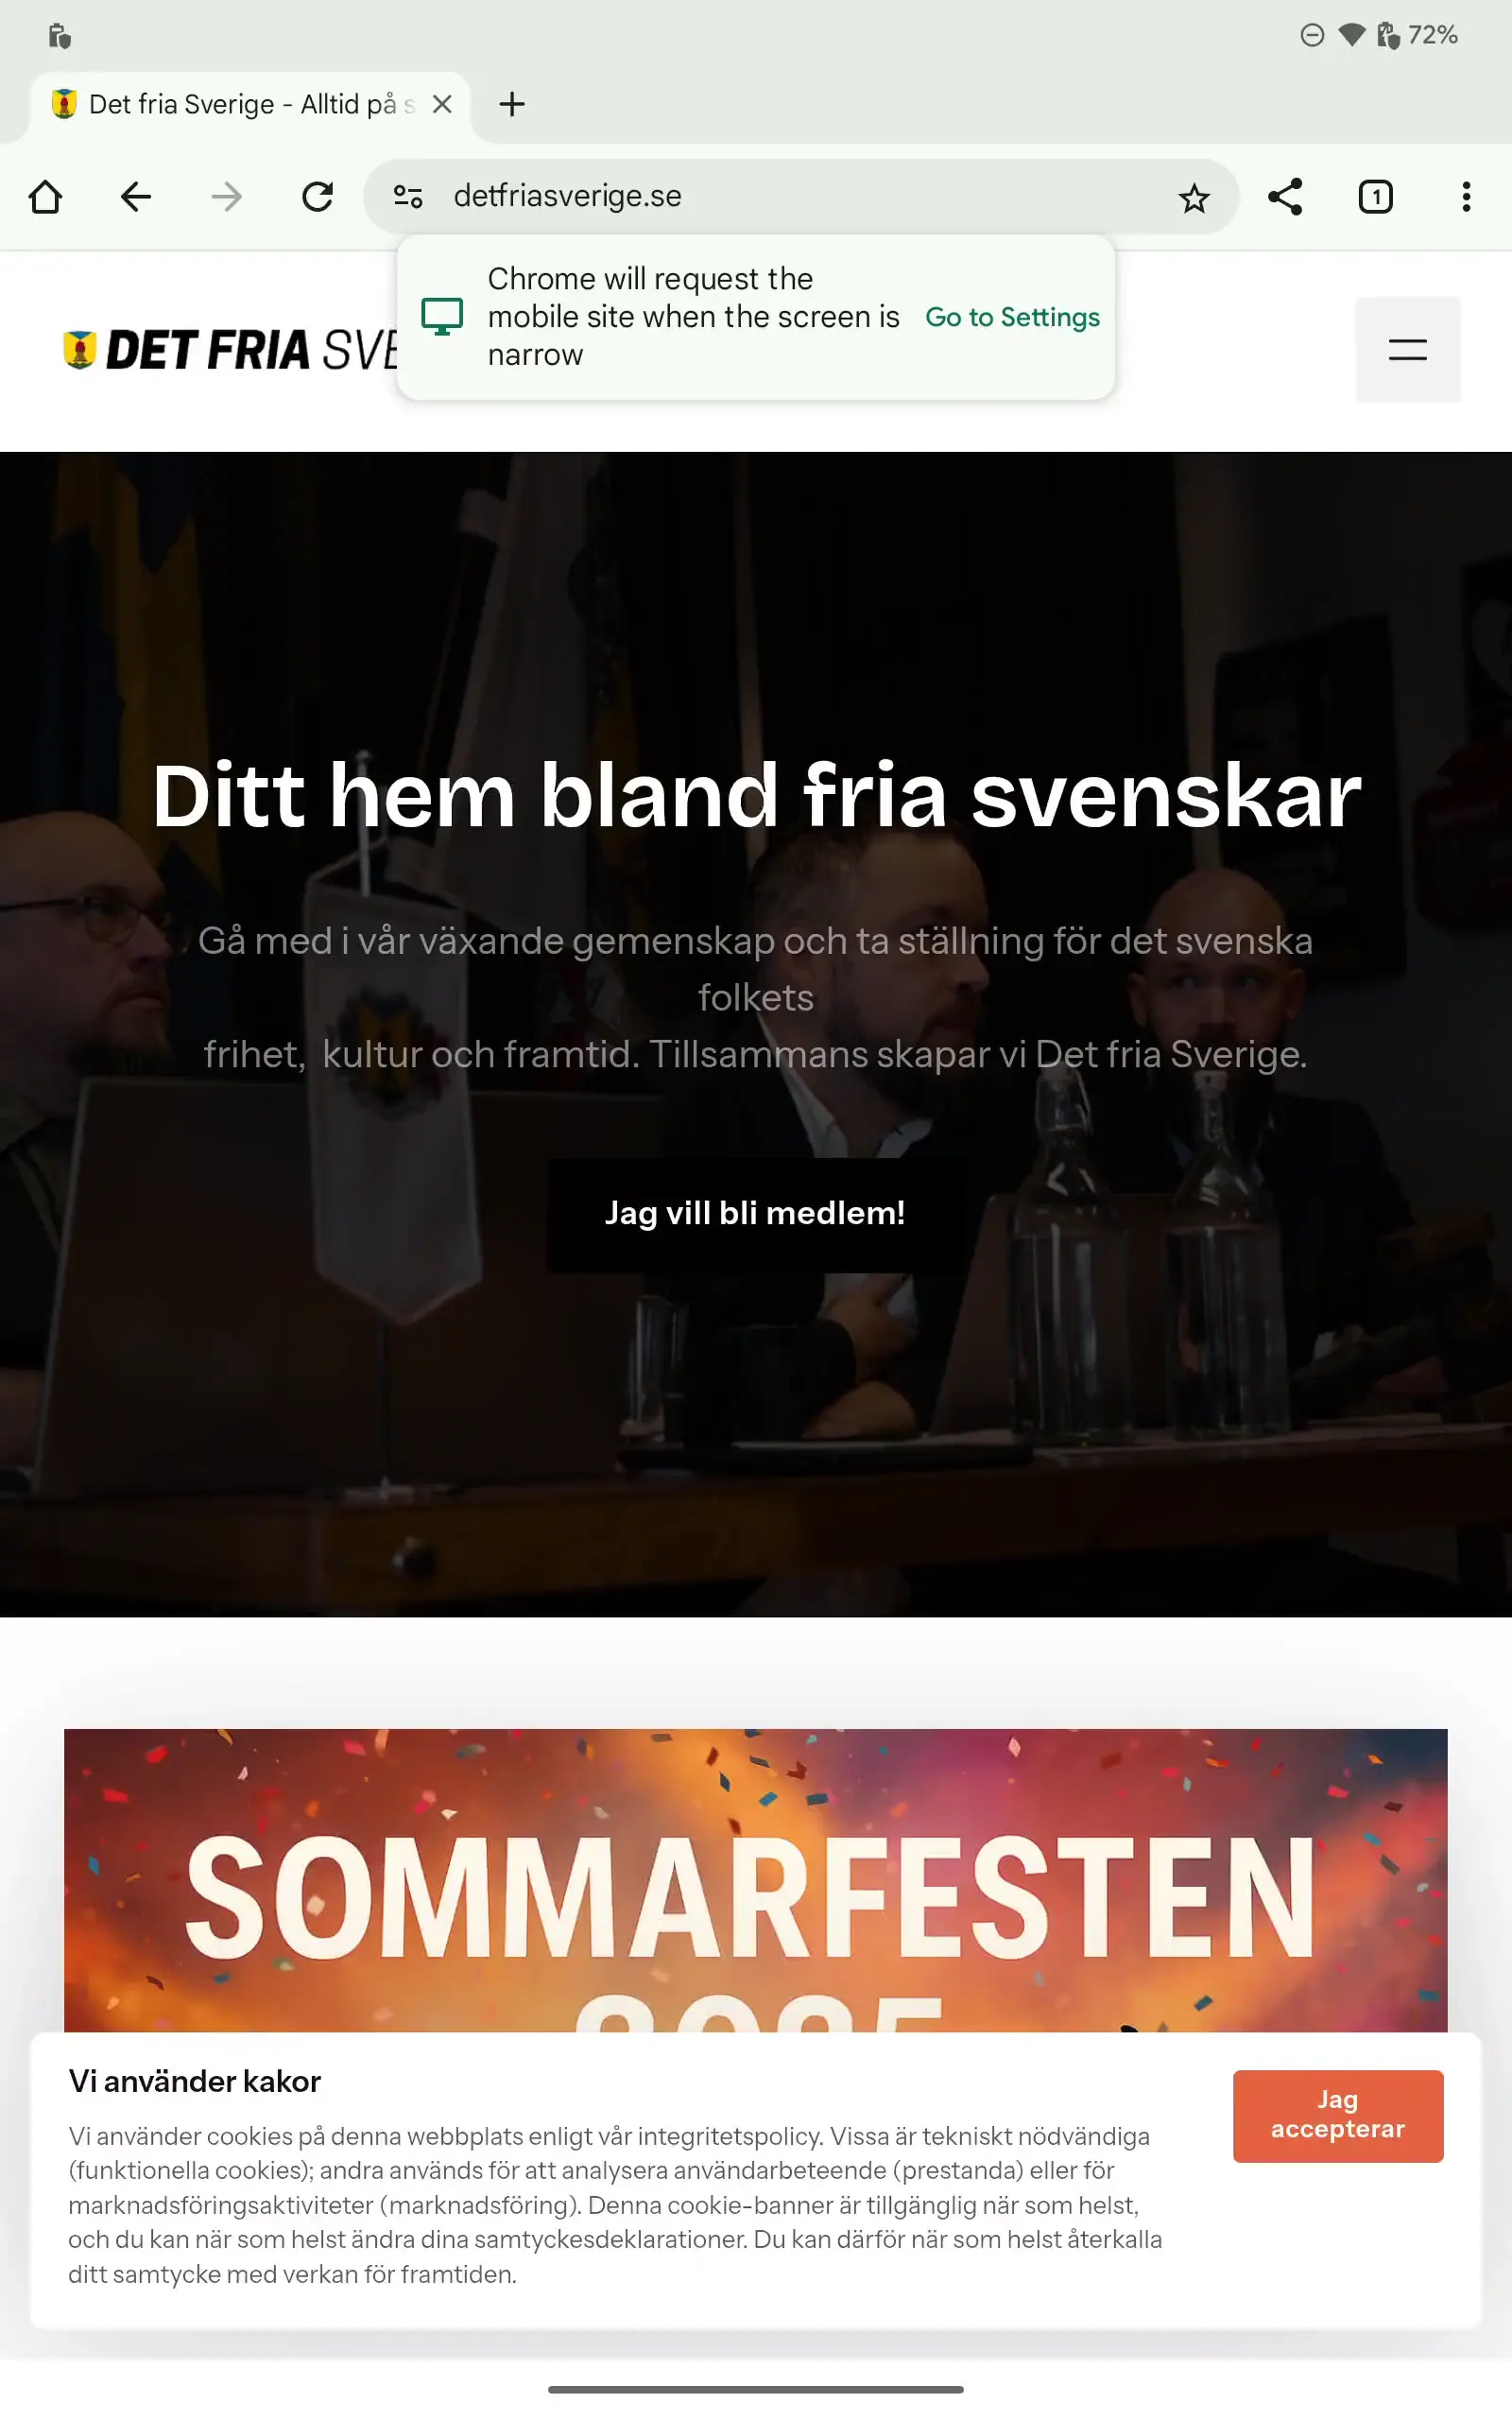 72%
Det fria Sverige - Alltid på s
detfriasverige.se
1
Chrome will request the
mobile site when the screen is
narrow
Go to Settings
DET FRIA SVE
Ditt hem bland fria svenskar
Gå med i vår växande gemenskap och ta ställning för det svenska
folkets
frihet, kultur och framtid. Tillsammans skapar vi Det fria Sverige.
Jag vill bli medlem!
SOMMARFESTEN
2025
Vi använder kakor
Vi använder cookies på denna webbplats enligt vår integritetspolicy. Vissa är tekniskt nödvändiga
(funktionella cookies); andra används för att analysera användarbeteende (prestanda) eller för
marknadsföringsaktiviteter (marknadsföring). Denna cookie-banner är tillgänglig när som helst,
och du kan när som helst ändra dina samtyckesdeklarationer. Du kan därför när som helst återkalla
ditt samtycke med verkan för framtiden.
Jag
accepterar